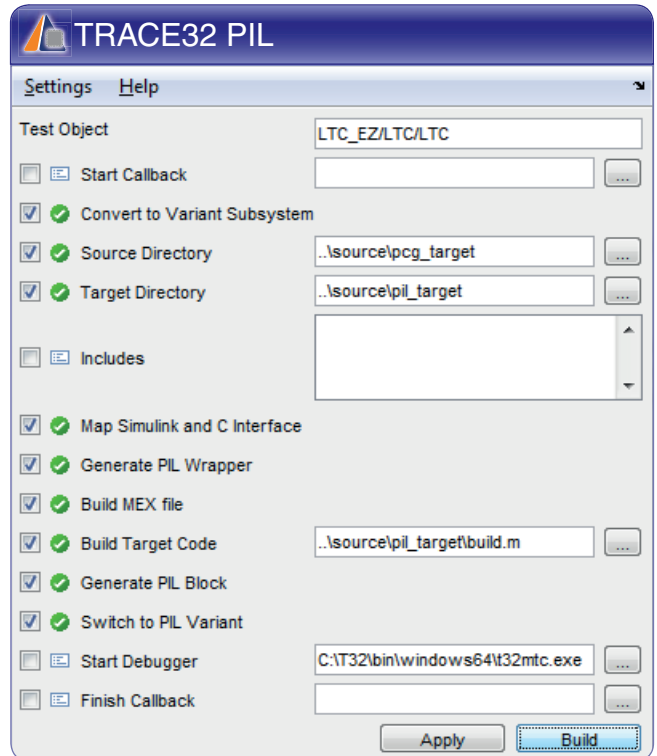 TRACE32 PIL
Settings Help
Test Object LTC_EZ/LTC/LTC
Start Callback ...
Convert to Variant Subsystem
Source Directory ..\source\pcg_target ...
Target Directory ..\source\pil_target ...
Includes
Map Simulink and C Interface
Generate PIL Wrapper
Build MEX file
Build Target Code ..\source\pil_target\build.m ...
Generate PIL Block
Switch to PIL Variant
Start Debugger C:\T32\bin\windows64\t32mtc.exe ...
Finish Callback ...
Apply Build